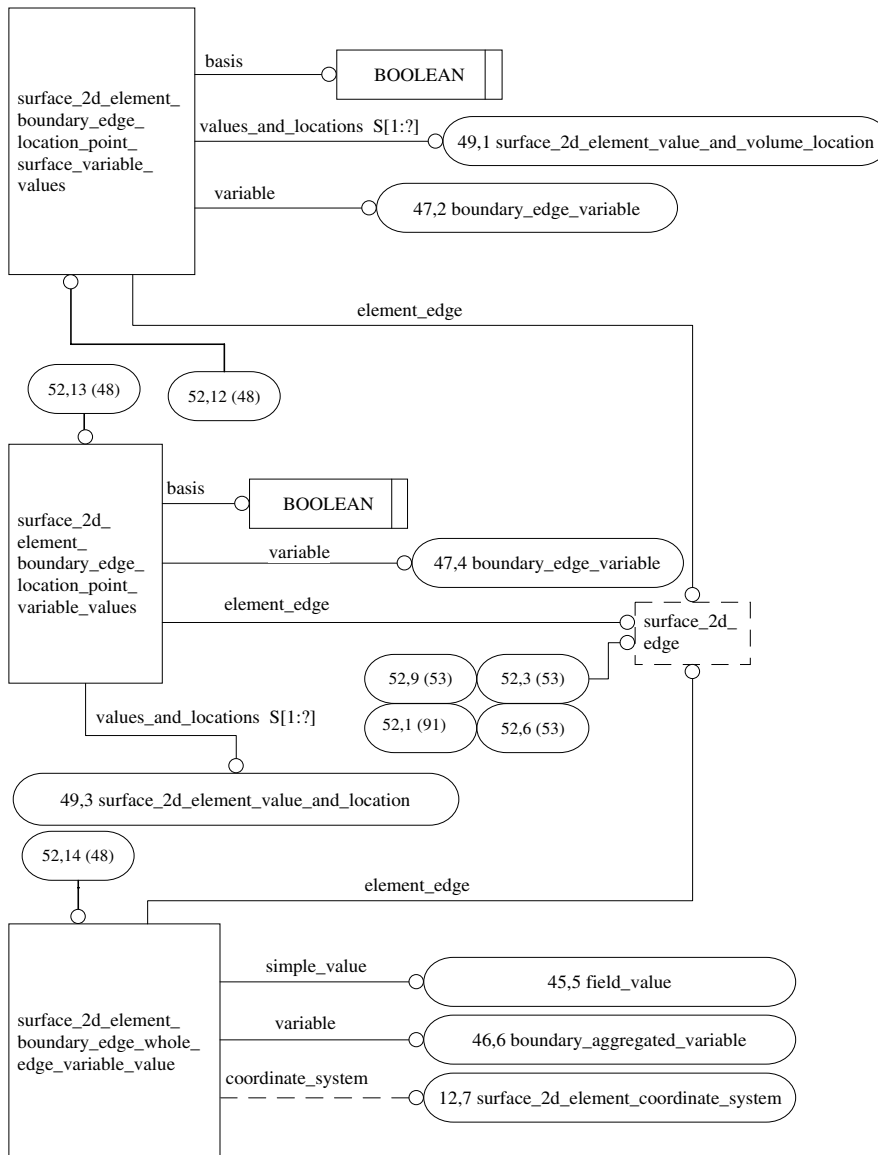 basis
BOOLEAN
surface_2d_element_
boundary_edge_
location_point_
surface_variable_
values
values_and_locations S[1:?]
49,1 surface_2d_element_value_and_volume_location
variable
47,2 boundary_edge_variable
element_edge
52,13 (48)
52,12 (48)
basis
BOOLEAN
surface_2d_
element_
boundary_edge_
location_point_
variable_values
variable
47,4 boundary_edge_variable
element_edge
surface_2d_
edge
52,9 (53)
52,3 (53)
52,1 (91)
52,6 (53)
values_and_locations S[1:?]
49,3 surface_2d_element_value_and_location
52,14 (48)
element_edge
simple_value
45,5 field_value
surface_2d_element_
boundary_edge_whole_
edge_variable_value
variable
46,6 boundary_aggregated_variable
coordinate_system
12,7 surface_2d_element_coordinate_system